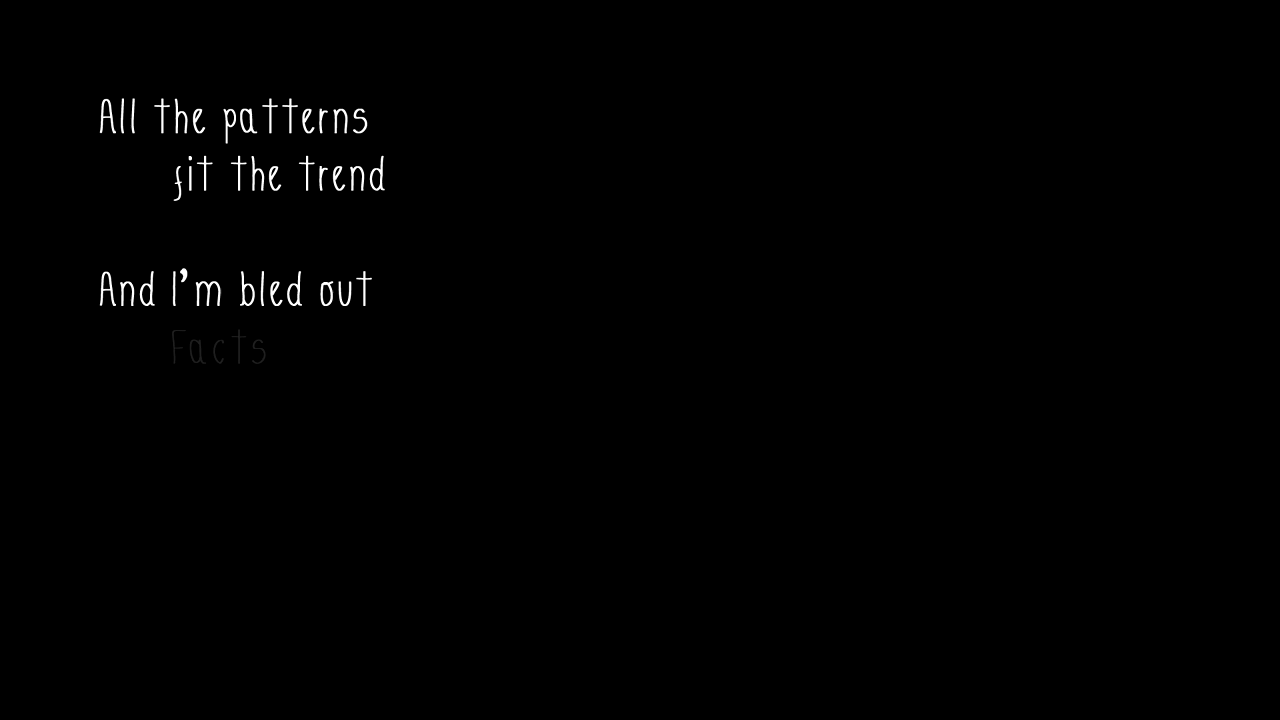 All the patterns
fit the trend
And I'm bled out
Facts